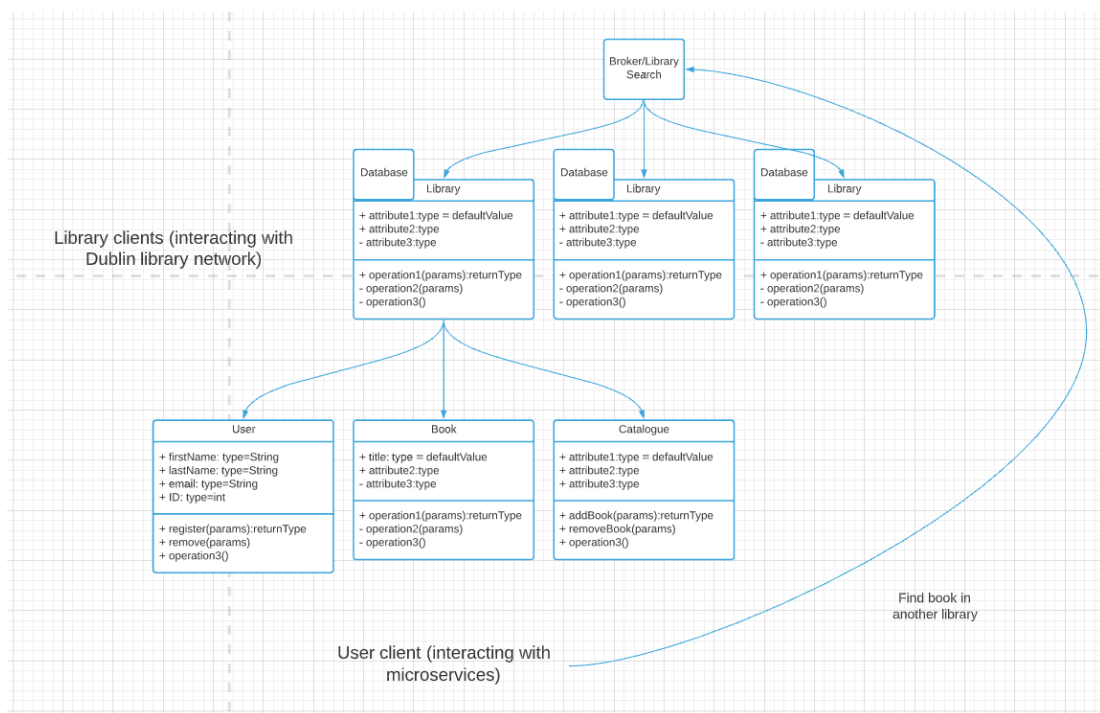 Broker/Library
Search
Database
Library
+ attribute1:type = defaultValue
+ attribute2:type
- attribute3:type
+ operation1(params):returnType
- operation2(params)
- operation3()
Database
Library
+ attribute1:type = defaultValue
+ attribute2:type
- attribute3:type
+ operation1(params):returnType
- operation2(params)
- operation3()
Database
Library
+ attribute1:type = defaultValue
+ attribute2:type
- attribute3:type
+ operation1(params):returnType
- operation2(params)
- operation3()
Library clients (interacting with
Dublin library network)
User
+ firstName: type=String
+ lastName: type=String
+ email: type=String
+ ID: type=int
+ register(params):returnType
+ remove(params)
+ operation3()
Book
+ title: type = defaultValue
+ attribute2:type
- attribute3:type
+ operation1(params):returnType
- operation2(params)
- operation3()
Catalogue
+ attribute1:type = defaultValue
+ attribute2:type
+ attribute3:type
+ addBook(params):returnType
+ removeBook(params)
+ operation3()
Find book in
another library
User client (interacting with
microservices)